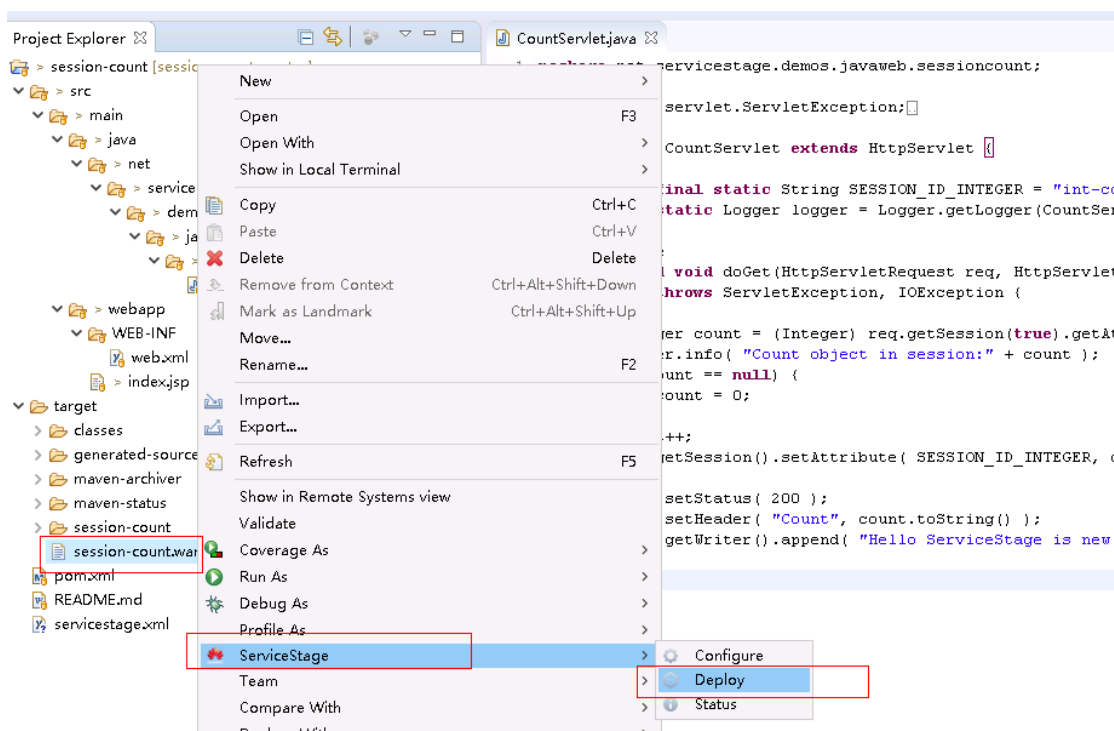 Project Explorer
CountServlet.java
> session-count [sessio
> src
> main
> java
> net
> service
> dem
> ja
>
> webapp
WEB-INF
web.xml
> index.jsp
target
classes
generated-source
maven-archiver
maven-status
session-count
session-count.war
pom.xml
README.md
servicestage.xml
New
Open F3
Open With
Show in Local Terminal
Copy Ctrl+C
Paste Ctrl+V
Delete Delete
Remove from Context Ctrl+Alt+Shift+Down
Mark as Landmark Ctrl+Alt+Shift+Up
Move...
Rename... F2
Import...
Export...
Refresh F5
Show in Remote Systems view
Validate
Coverage As
Run As
Debug As
Profile As
ServiceStage
Team
Compare With
Configure
Deploy
Status
servicestage.demos.javaweb.sessioncount;
servlet.ServletException;
CountServlet extends HttpServlet {
final static String SESSION_ID_INTEGER = "int-co
static Logger logger = Logger.getLogger(CountSer
void doGet(HttpServletRequest req, HttpServlet
throws ServletException, IOException {
ger count = (Integer) req.getSession(true).getAt
er.info( "Count object in session:" + count );
unt == null) {
count = 0;
++;
getSession().setAttribute( SESSION_ID_INTEGER, c
setStatus( 200 );
setHeader( "Count", count.toString() );
getWriter().append( "Hello ServiceStage is new